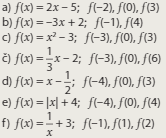 a) f(x) = 2x − 5;  f(−2), f(0), f(3)
b) f(x) = −3x + 2;  f(−1), f(4)
c) f(x) = x² − 3;  f(−3), f(0), f(3)
č) f(x) = 1/3 x − 2;  f(−3), f(0), f(6)
d) f(x) = x − 1/2;  f(−4), f(0), f(3)
e) f(x) = |x| + 4;  f(−4), f(0), f(4)
f) f(x) = 1/x + 3;  f(−1), f(1), f(2)